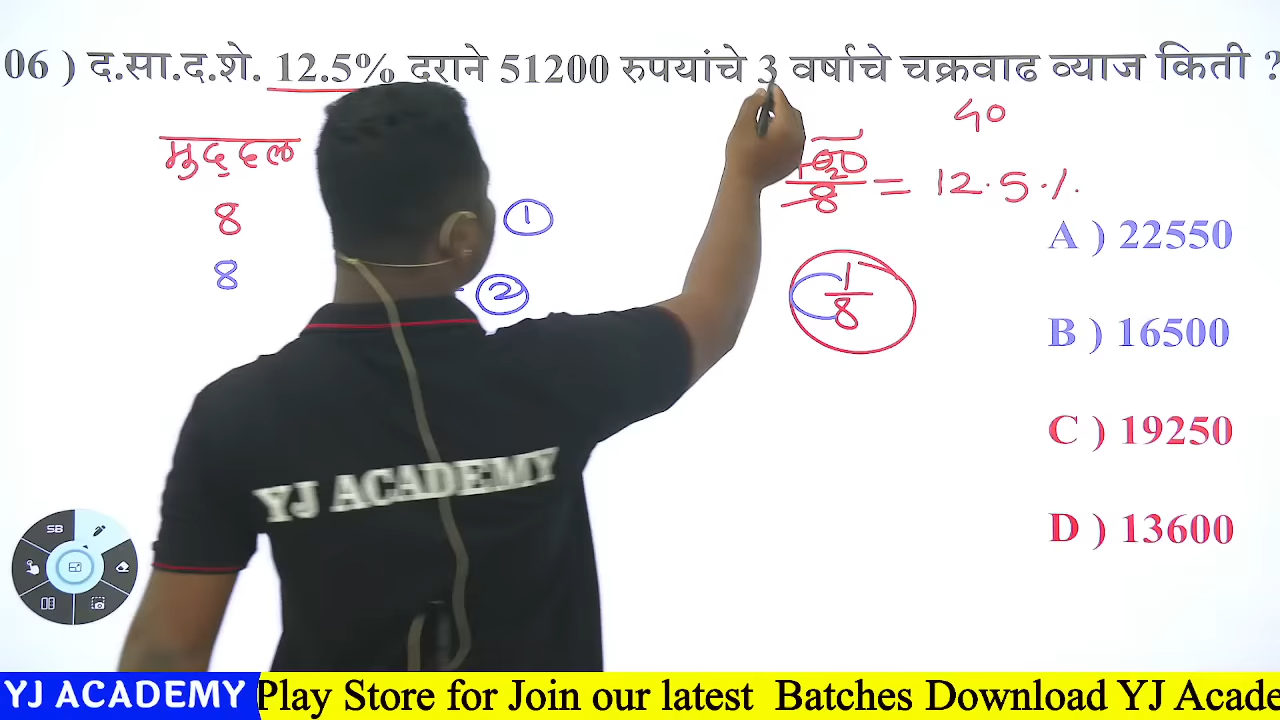 06 ) द.सा.द.शे. 12.5% दराने 51200 रुपयांचे 3 वर्षाचे चक्रवाढ व्याज किती ?
मुद्दल
8
8
1
2
8
= 12.5%
1
8
A ) 22550
B ) 16500
C ) 19250
D ) 13600
YJ ACADEMY
SB
YJ ACADEMY
Play Store for Join our latest Batches Download YJ Acade